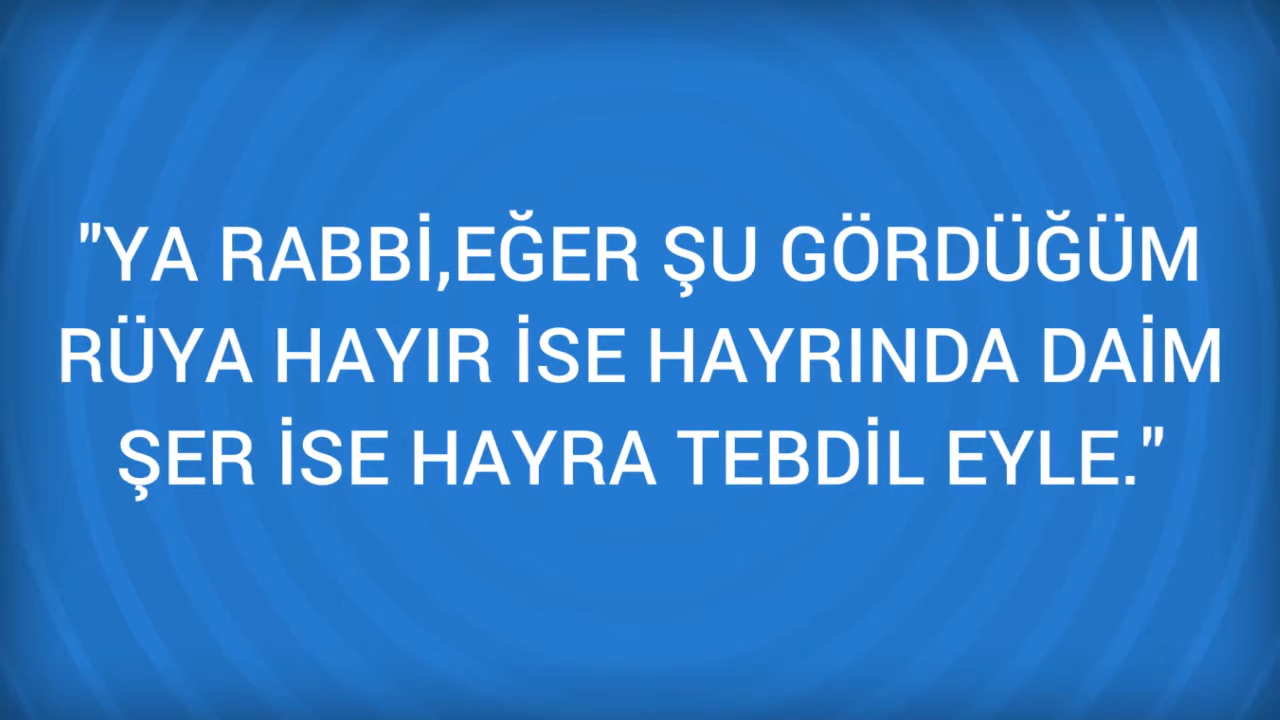 "YA RABBİ,EĞER ŞU GÖRDÜĞÜM
RÜYA HAYIR İSE HAYRINDA DAİM
ŞER İSE HAYRA TEBDİL EYLE."